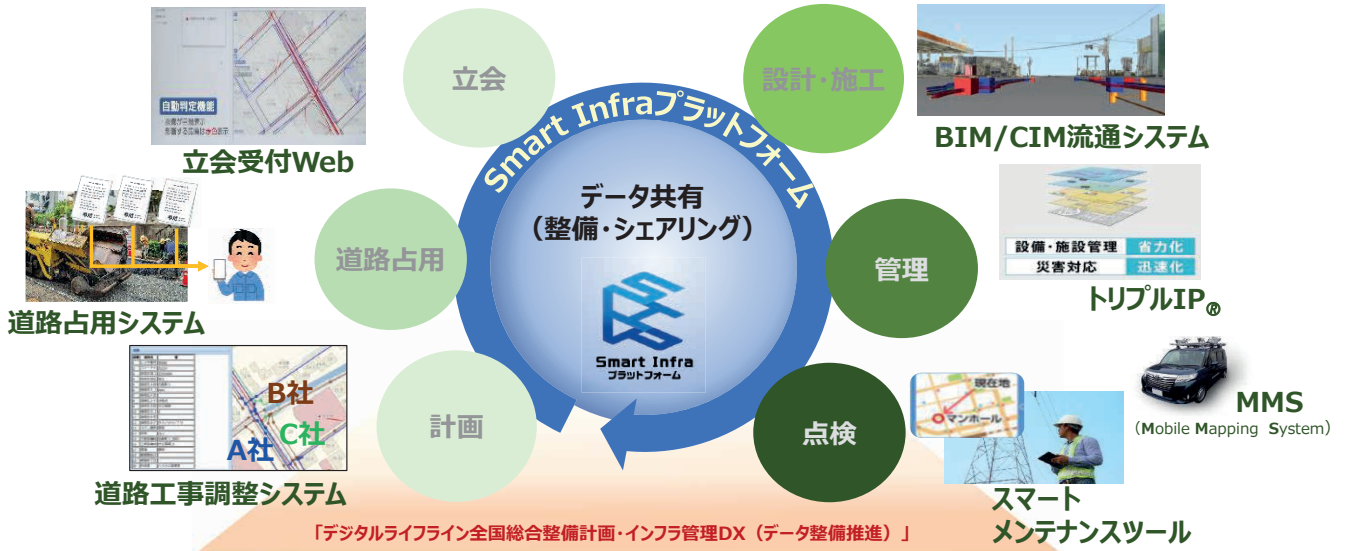 自動判定機能
立会受付Web
立会
設計・施工
Smart Infraプラットフォーム
BIM/CIM流通システム
データ共有
(整備・シェアリング)
道路占用
管理
設備・施設管理 省力化
災害対応 迅速化
トリプルIP®
道路占用システム
Smart Infra
プラットフォーム
B社
C社
A社
計画
点検
現在地
マンホール
MMS
(Mobile Mapping System)
道路工事調整システム
スマート
メンテナンスツール
「デジタルライフライン全国総合整備計画・インフラ管理DX(データ整備推進)」